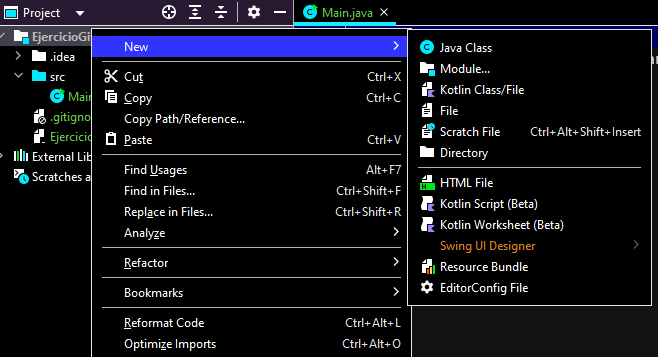 Project
Main.java
EjercicioGi
.idea
src
Mai
.gitigno
Ejercicio
External Lib
Scratches a
New
Cut Ctrl+X
Copy Ctrl+C
Copy Path/Reference...
Paste Ctrl+V
Find Usages Alt+F7
Find in Files... Ctrl+Shift+F
Replace in Files... Ctrl+Shift+R
Analyze
Refactor
Bookmarks
Reformat Code Ctrl+Alt+L
Optimize Imports Ctrl+Alt+O
Java Class
Module...
Kotlin Class/File
File
Scratch File Ctrl+Alt+Shift+Insert
Directory
HTML File
Kotlin Script (Beta)
Kotlin Worksheet (Beta)
Swing UI Designer
Resource Bundle
EditorConfig File